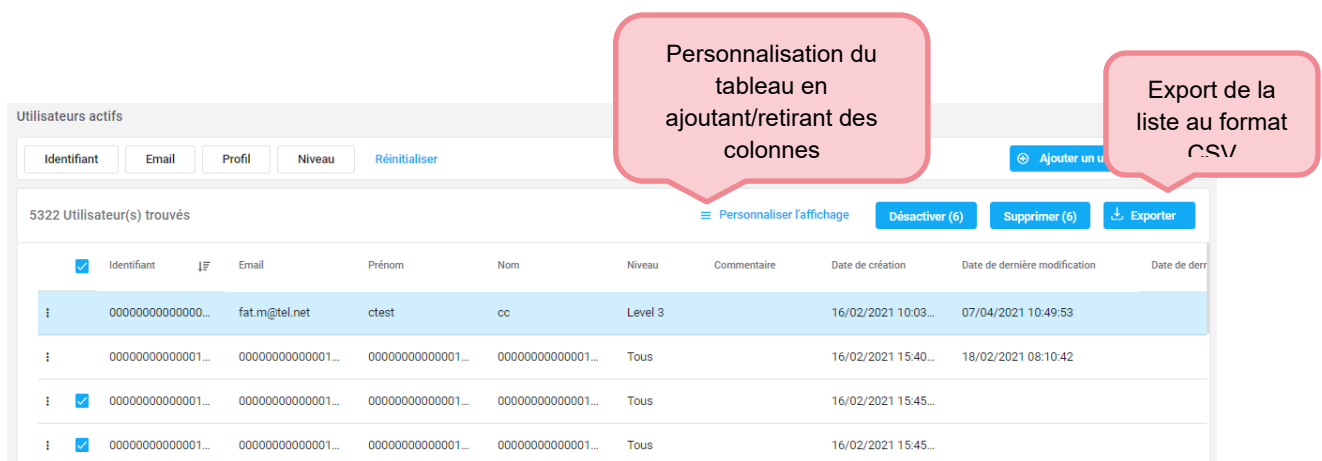 Personnalisation du
tableau en
ajoutant/retirant des
colonnes
Export de la
liste au format
CSV
Utilisateurs actifs
Identifiant Email Profil Niveau Réinitialiser Ajouter un u
5322 Utilisateur(s) trouvés Personnaliser l'affichage Désactiver (6) Supprimer (6) Exporter
Identifiant Email Prénom Nom Niveau Commentaire Date de création Date de dernière modification Date de derr
00000000000000... fat.m@tel.net ctest cc Level 3 16/02/2021 10:03... 07/04/2021 10:49:53
00000000000001... 00000000000001... 00000000000001... 00000000000001... Tous 16/02/2021 15:40... 18/02/2021 08:10:42
00000000000001... 00000000000001... 00000000000001... 00000000000001... Tous 16/02/2021 15:45...
00000000000001... 00000000000001... 00000000000001... 00000000000001... Tous 16/02/2021 15:45...